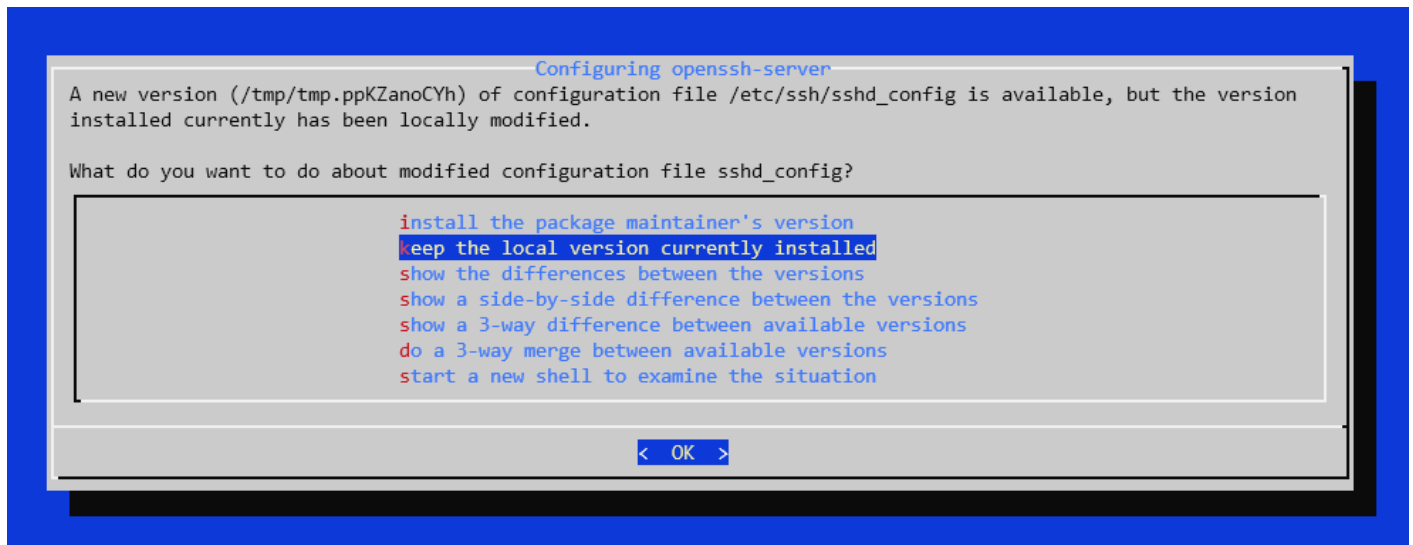 Configuring openssh-server
A new version (/tmp/tmp.ppKZanoCYh) of configuration file /etc/ssh/sshd_config is available, but the version
installed currently has been locally modified.
What do you want to do about modified configuration file sshd_config?
install the package maintainer's version
keep the local version currently installed
show the differences between the versions
show a side-by-side difference between the versions
show a 3-way difference between available versions
do a 3-way merge between available versions
start a new shell to examine the situation
< OK >